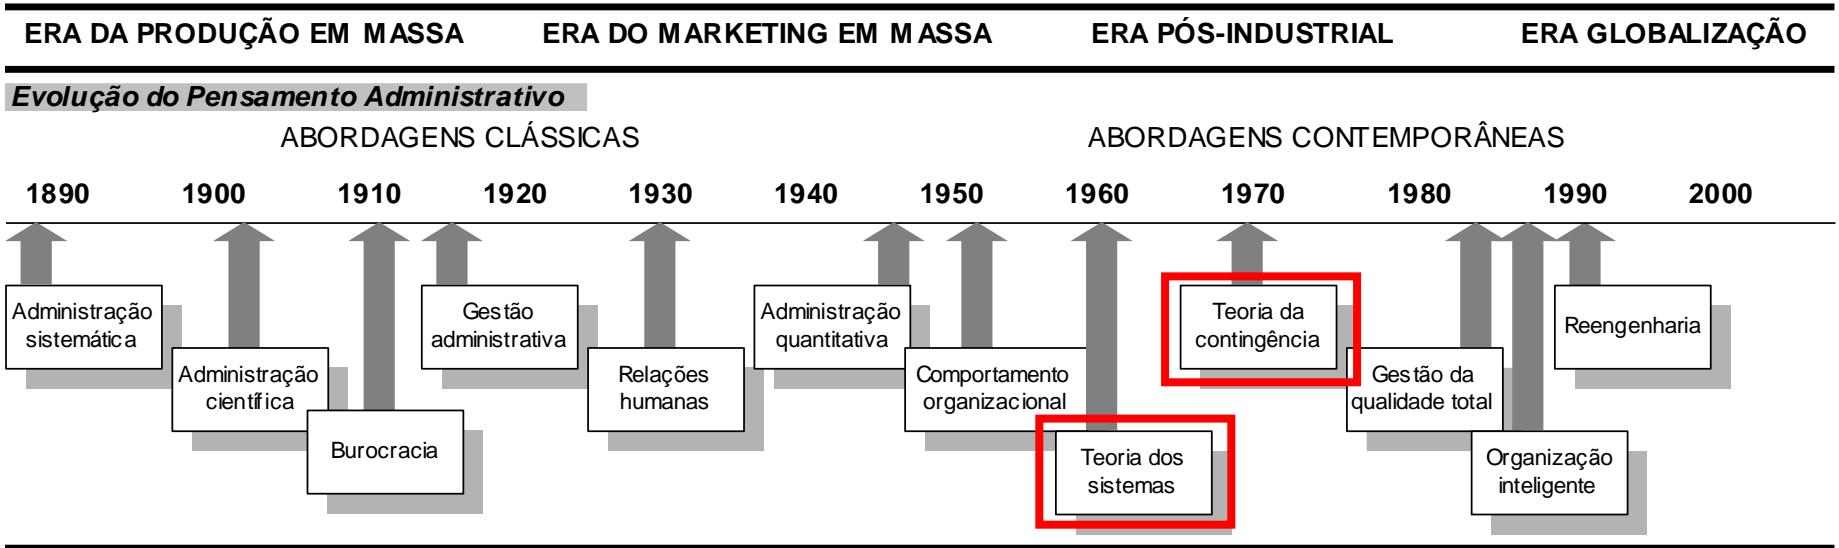 ERA DA PRODUÇÃO EM MASSA ERA DO MARKETING EM MASSA ERA PÓS-INDUSTRIAL ERA GLOBALIZAÇÃO
Evolução do Pensamento Administrativo
ABORDAGENS CLÁSSICAS ABORDAGENS CONTEMPORÂNEAS
1890 1900 1910 1920 1930 1940 1950 1960 1970 1980 1990 2000
Administração
sistemática
Administração
científica
Burocracia
Gestão
administrativa
Relações
humanas
Administração
quantitativa
Comportamento
organizacional
Teoria dos
sistemas
Teoria da
contingência
Gestão da
qualidade total
Organização
inteligente
Reengenharia